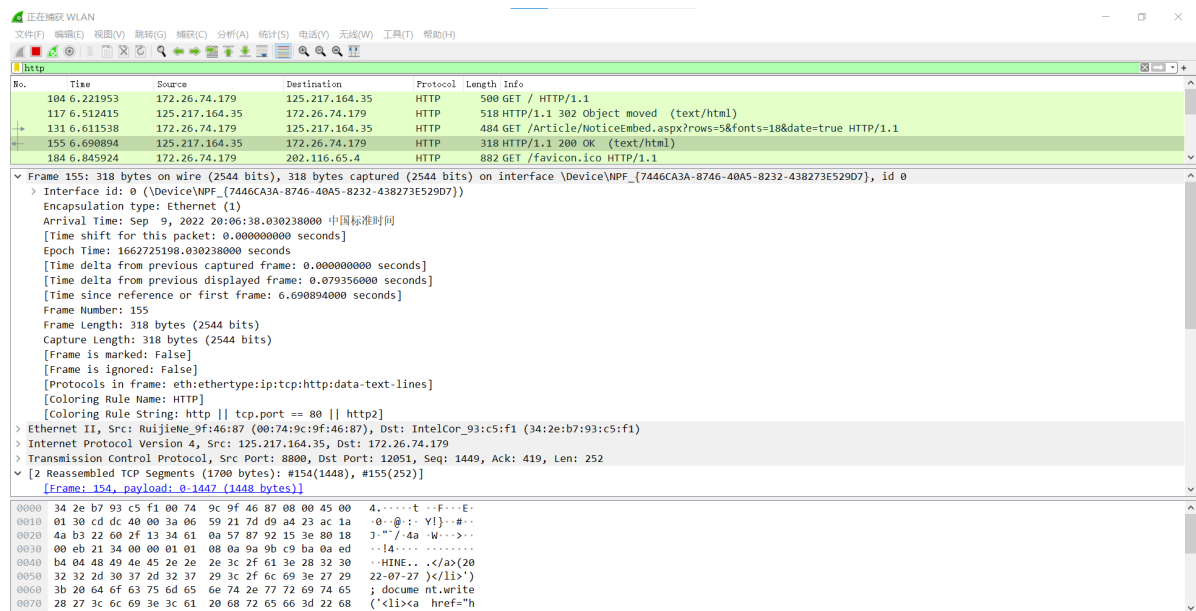 正在捕获 WLAN
文件(F) 编辑(E) 视图(V) 跳转(G) 捕获(C) 分析(A) 统计(S) 电话(Y) 无线(W) 工具(T) 帮助(H)
http
No. Time Source Destination Protocol Length Info
104 6.221953 172.26.74.179 125.217.164.35 HTTP 500 GET / HTTP/1.1
117 6.512415 125.217.164.35 172.26.74.179 HTTP 518 HTTP/1.1 302 Object moved (text/html)
131 6.611538 172.26.74.179 125.217.164.35 HTTP 484 GET /Article/NoticeEmbed.aspx?rows=5&fonts=18&date=true HTTP/1.1
155 6.690894 125.217.164.35 172.26.74.179 HTTP 318 HTTP/1.1 200 OK (text/html)
184 6.845924 172.26.74.179 202.116.65.4 HTTP 882 GET /favicon.ico HTTP/1.1
Frame 155: 318 bytes on wire (2544 bits), 318 bytes captured (2544 bits) on interface \Device\NPF_{7446CA3A-8746-40A5-8232-438273E529D7}, id 0
Interface id: 0 (\Device\NPF_{7446CA3A-8746-40A5-8232-438273E529D7})
Encapsulation type: Ethernet (1)
Arrival Time: Sep 9, 2022 20:06:38.030238000 中国标准时间
[Time shift for this packet: 0.000000000 seconds]
Epoch Time: 1662725198.030238000 seconds
[Time delta from previous captured frame: 0.000000000 seconds]
[Time delta from previous displayed frame: 0.079356000 seconds]
[Time since reference or first frame: 6.690894000 seconds]
Frame Number: 155
Frame Length: 318 bytes (2544 bits)
Capture Length: 318 bytes (2544 bits)
[Frame is marked: False]
[Frame is ignored: False]
[Protocols in frame: eth:ethertype:ip:tcp:http:data-text-lines]
[Coloring Rule Name: HTTP]
[Coloring Rule String: http || tcp.port == 80 || http2]
Ethernet II, Src: RuijieNe_9f:46:87 (00:74:9c:9f:46:87), Dst: IntelCor_93:c5:f1 (34:2e:b7:93:c5:f1)
Internet Protocol Version 4, Src: 125.217.164.35, Dst: 172.26.74.179
Transmission Control Protocol, Src Port: 8800, Dst Port: 12051, Seq: 1449, Ack: 419, Len: 252
[2 Reassembled TCP Segments (1700 bytes): #154(1448), #155(252)]
[Frame: 154, payload: 0-1447 (1448 bytes)]
0000 34 2e b7 93 c5 f1 00 74 9c 9f 46 87 08 00 45 00 4.·····t ··F···E·
0010 01 30 cd dc 40 00 3a 06 59 21 7d d9 a4 23 ac 1a ·0··@·:· Y!}··#··
0020 4a b3 22 60 2f 13 34 61 0a 57 87 92 15 3e 80 18 J·"`/·4a ·W···>··
0030 00 eb 21 34 00 00 01 01 08 0a 9a 9b c9 ba 0a ed ··!4···· ········
0040 b4 04 48 49 4e 45 2e 2e 2e 3c 2f 61 3e 28 32 30 ··HINE.. .</a>(20
0050 32 32 2d 30 37 2d 32 37 29 3c 2f 6c 69 3e 27 29 22-07-27 )</li>')
0060 3b 20 64 6f 63 75 6d 65 6e 74 2e 77 72 69 74 65 ; docume nt.write
0070 28 27 3c 6c 69 3e 3c 61 20 68 72 65 66 3d 22 68 ('<li><a href="h